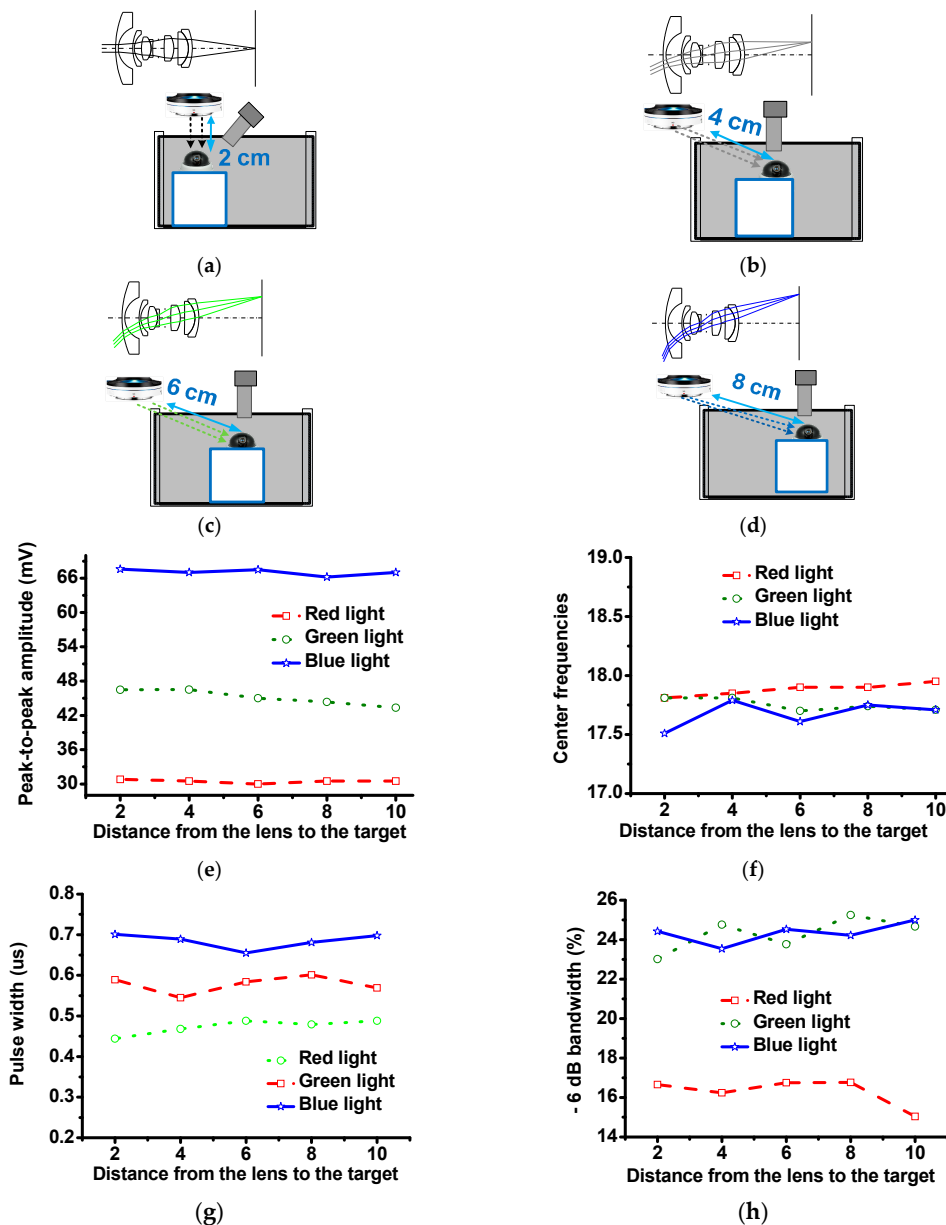 2 cm
4 cm
(a)
(b)
6 cm
8 cm
(c)
(d)
Peak-to-peak amplitude (mV)
66
60
54
48
42
36
30
2 4 6 8 10
Distance from the lens to the target
Red light
Green light
Blue light
(e)
Center frequencies
19.0
18.5
18.0
17.5
17.0
2 4 6 8 10
Distance from the lens to the target
Red light
Green light
Blue light
(f)
Pulse width (us)
0.8
0.7
0.6
0.5
0.4
0.3
0.2
2 4 6 8 10
Distance from the lens to the target
Red light
Green light
Blue light
(g)
- 6 dB bandwidth (%)
26
24
22
20
18
16
14
2 4 6 8 10
Distance from the lens to the target
Red light
Green light
Blue light
(h)